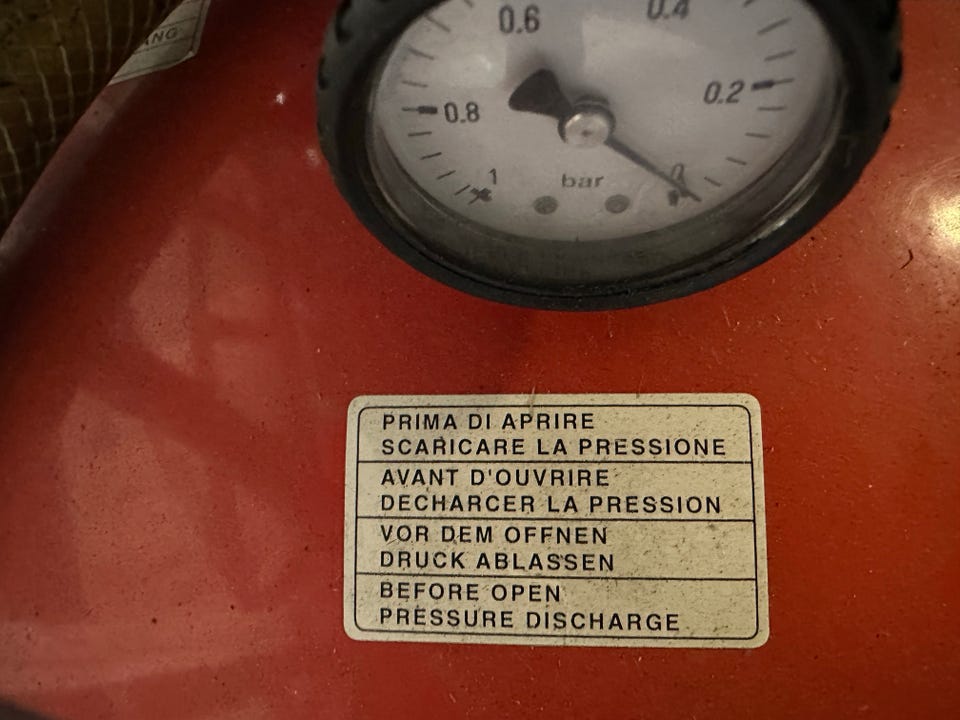 ANG
0.6
0.4
0.8
0.2
1
bar
0
PRIMA DI APRIRE
SCARICARE LA PRESSIONE
AVANT D'OUVRIRE
DECHARCER LA PRESSION
VOR DEM OFFNEN
DRUCK ABLASSEN
BEFORE OPEN
PRESSURE DISCHARGE